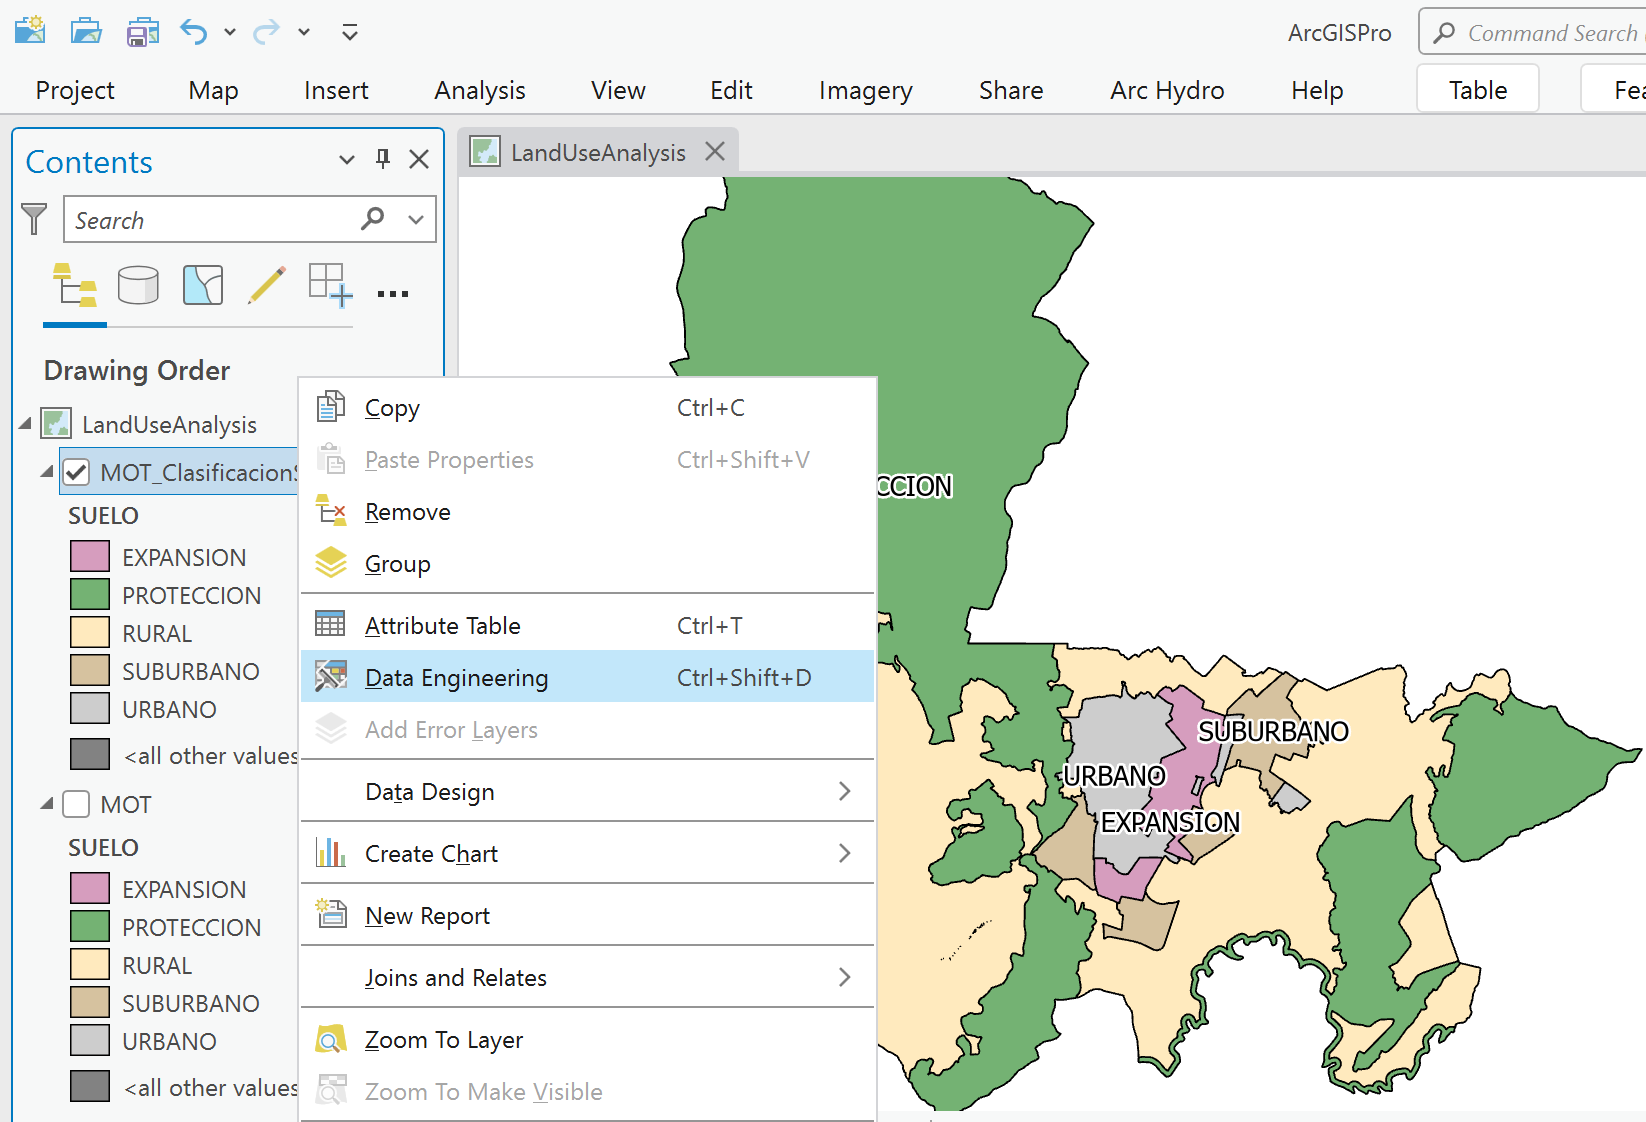 ArcGISPro
Command Search
Project Map Insert Analysis View Edit Imagery Share Arc Hydro Help Table
Contents
LandUseAnalysis
Search
Drawing Order
LandUseAnalysis
MOT_Clasificacion
SUELO
EXPANSION
PROTECCION
RURAL
SUBURBANO
URBANO
<all other values
MOT
SUELO
EXPANSION
PROTECCION
RURAL
SUBURBANO
URBANO
<all other values
Copy Ctrl+C
Paste Properties Ctrl+Shift+V
Remove
Group
Attribute Table Ctrl+T
Data Engineering Ctrl+Shift+D
Add Error Layers
Data Design
Create Chart
New Report
Joins and Relates
Zoom To Layer
Zoom To Make Visible
CCION
SUBURBANO
URBANO
EXPANSION